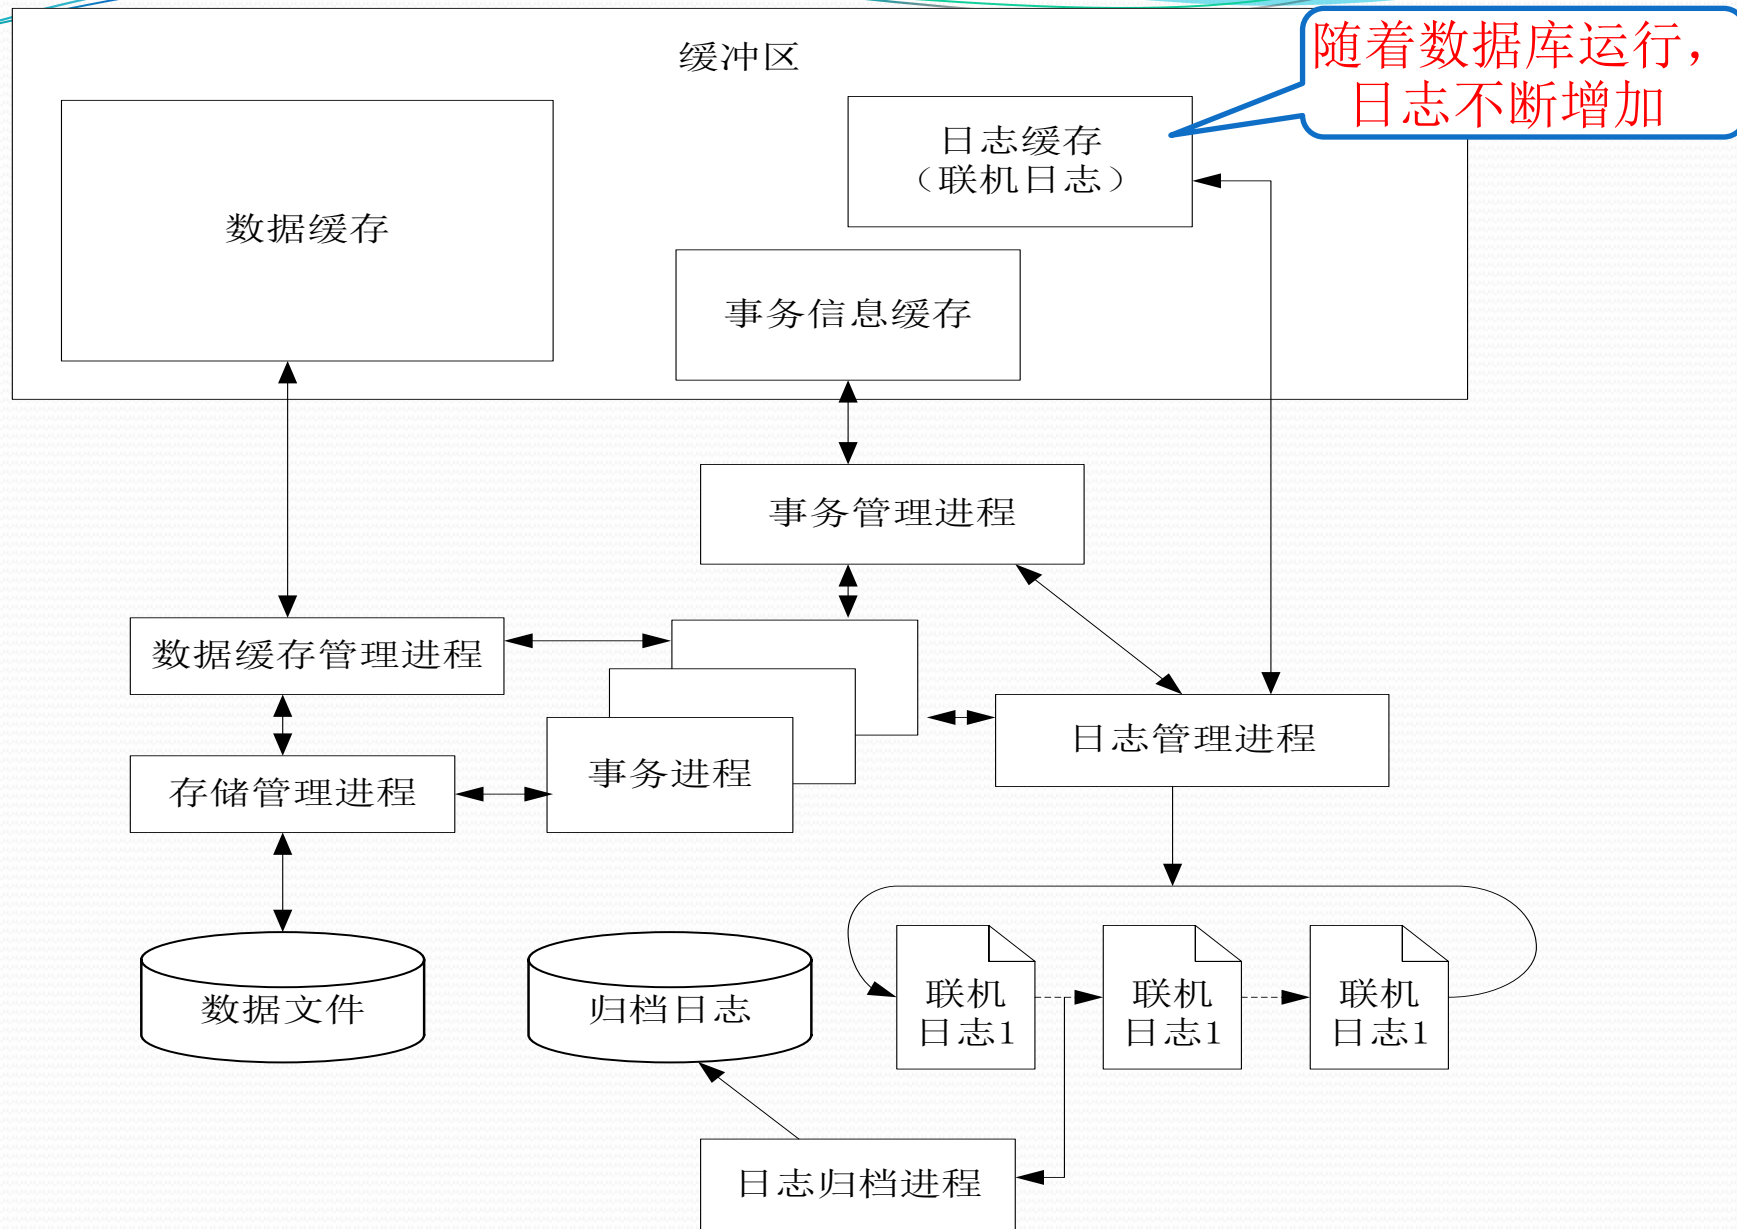 缓冲区
随着数据库运行，
日志不断增加
数据缓存
日志缓存
（联机日志）
事务信息缓存
事务管理进程
数据缓存管理进程
日志管理进程
事务进程
存储管理进程
数据文件
归档日志
联机
日志1
联机
日志1
联机
日志1
日志归档进程